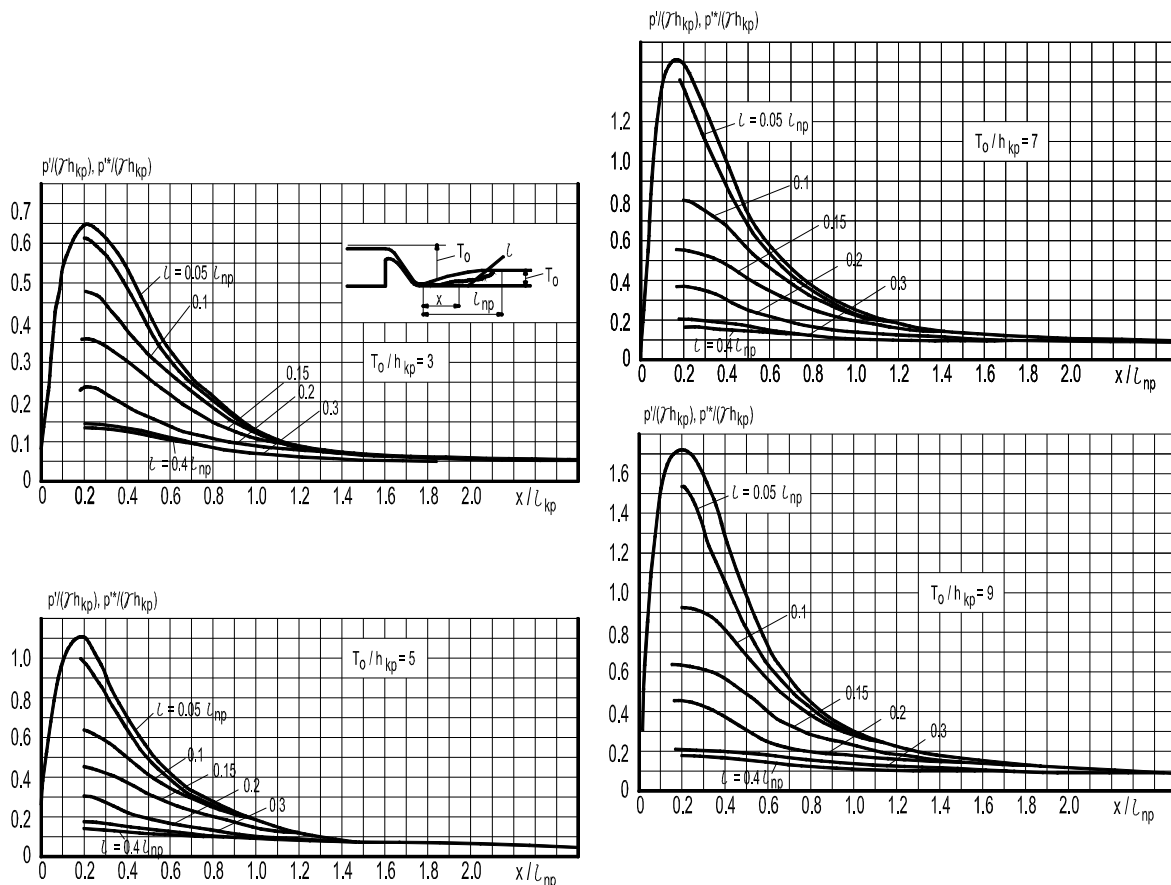 p'/(γh_kp), p'*/(γh_kp)
0.7
0.6
0.5
0.4
0.3
0.2
0.1
0
0 0.2 0.4 0.6 0.8 1.0 1.2 1.4 1.6 1.8 2.0 x/l_kp
l = 0.05 l_np
0.1
0.15
0.2
0.3
l = 0.4 l_np
T_o/h_kp = 3
T_o
l
T_o
x
l_np
p'/(γh_kp), p'*/(γh_kp)
1.0
0.8
0.6
0.4
0.2
0
0 0.2 0.4 0.6 0.8 1.0 1.2 1.4 1.6 1.8 2.0 x/l_np
T_o/h_kp = 5
l = 0.05 l_np
0.1
0.15
0.2
0.3
l = 0.4 l_np
p'/(γh_kp), p'*/(γh_kp)
1.2
1.0
0.8
0.6
0.4
0.2
0
0 0.2 0.4 0.6 0.8 1.0 1.2 1.4 1.6 1.8 2.0 x/l_np
l = 0.05 l_np
T_o/h_kp = 7
0.1
0.15
0.2
0.3
l = 0.4 l_np
p'/(γh_kp), p'*/(γh_kp)
1.6
1.4
1.2
1.0
0.8
0.6
0.4
0.2
0
0 0.2 0.4 0.6 0.8 1.0 1.2 1.4 1.6 1.8 2.0 x/l_np
l = 0.05 l_np
T_o/h_kp = 9
0.1
0.15
0.2
0.3
l = 0.4 l_np